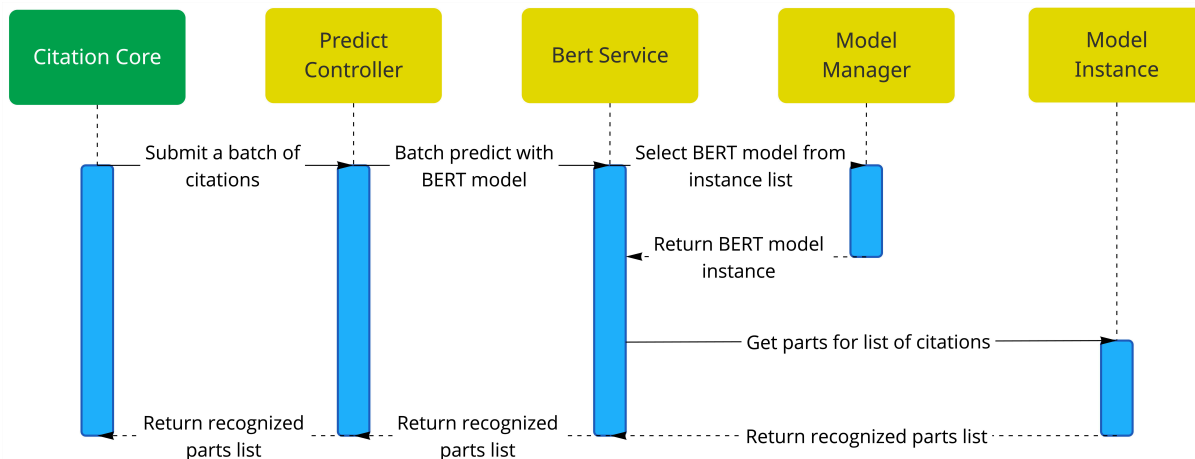 Citation Core
Predict
Controller
Bert Service
Model
Manager
Model
Instance
Submit a batch of
citations
Batch predict with
BERT model
Select BERT model from
instance list
Return BERT model
instance
Get parts for list of citations
Return recognized
parts list
Return recognized
parts list
Return recognized parts list